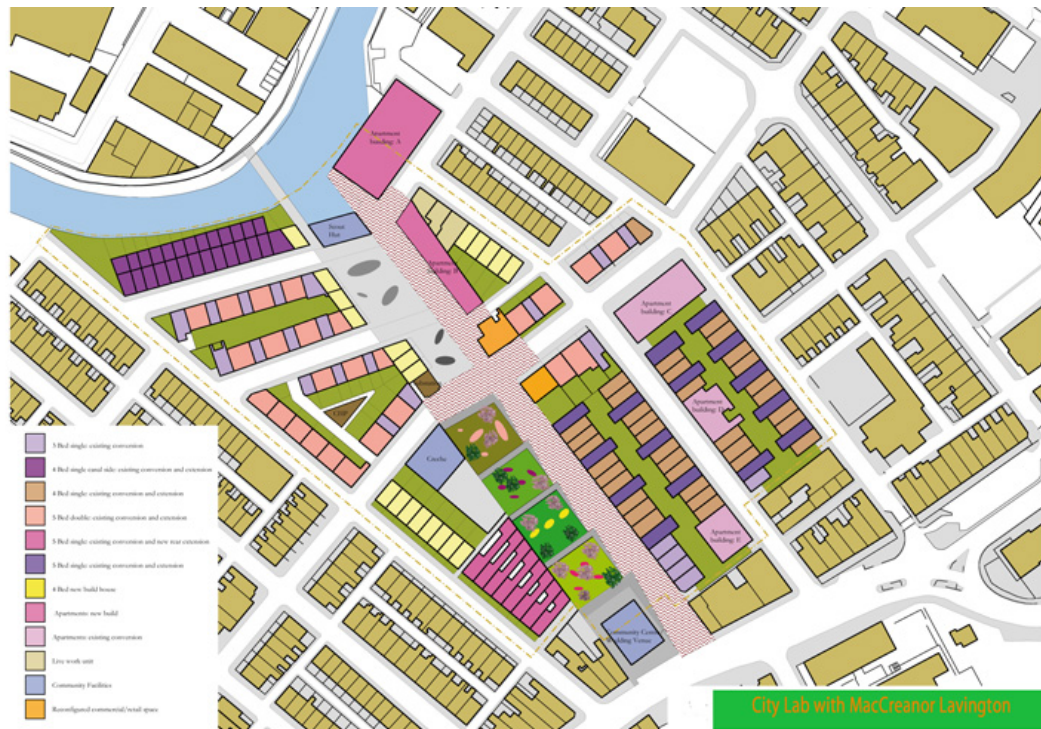 Apartment
building: A
Scout
Hut
Apartment
building: B
Apartment
building: C
CHP
Apartment
building: D
Creche
Apartment
building: E
Community Centre
Venue
3 Bed single: existing conversion
4 Bed single canal side: existing conversion and extension
4 Bed single: existing conversion and extension
5 Bed double: existing conversion and extension
5 Bed single: existing conversion and new rear extension
5 Bed single: existing conversion and extension
4 Bed new build house
Apartments: new build
Apartments: existing conversion
Live work unit
Community Facilities
Reconfigured commercial/retail space
City Lab with MacCreanor Lavington